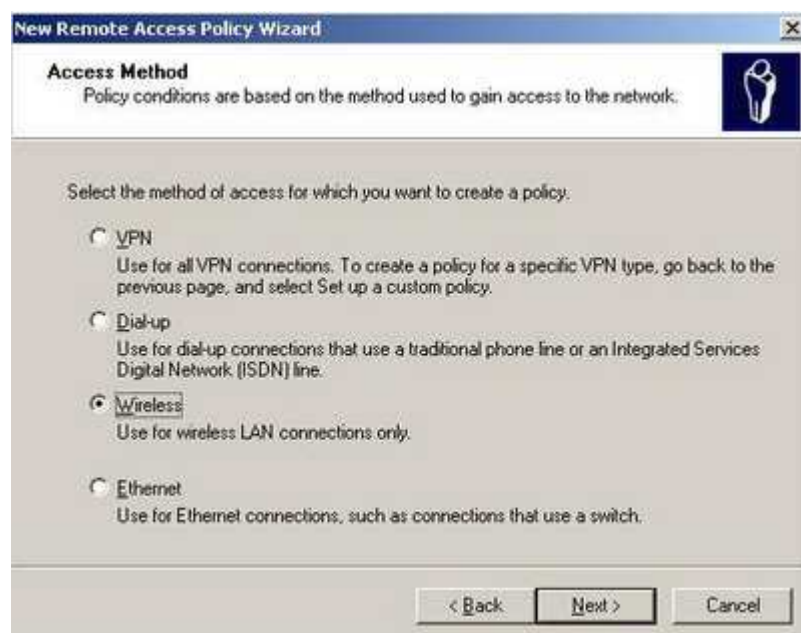 New Remote Access Policy Wizard
Access Method
Policy conditions are based on the method used to gain access to the network.
Select the method of access for which you want to create a policy.
VPN
Use for all VPN connections. To create a policy for a specific VPN type, go back to the
previous page, and select Set up a custom policy.
Dial-up
Use for dial-up connections that use a traditional phone line or an Integrated Services
Digital Network (ISDN) line.
Wireless
Use for wireless LAN connections only.
Ethernet
Use for Ethernet connections, such as connections that use a switch.
< Back Next > Cancel